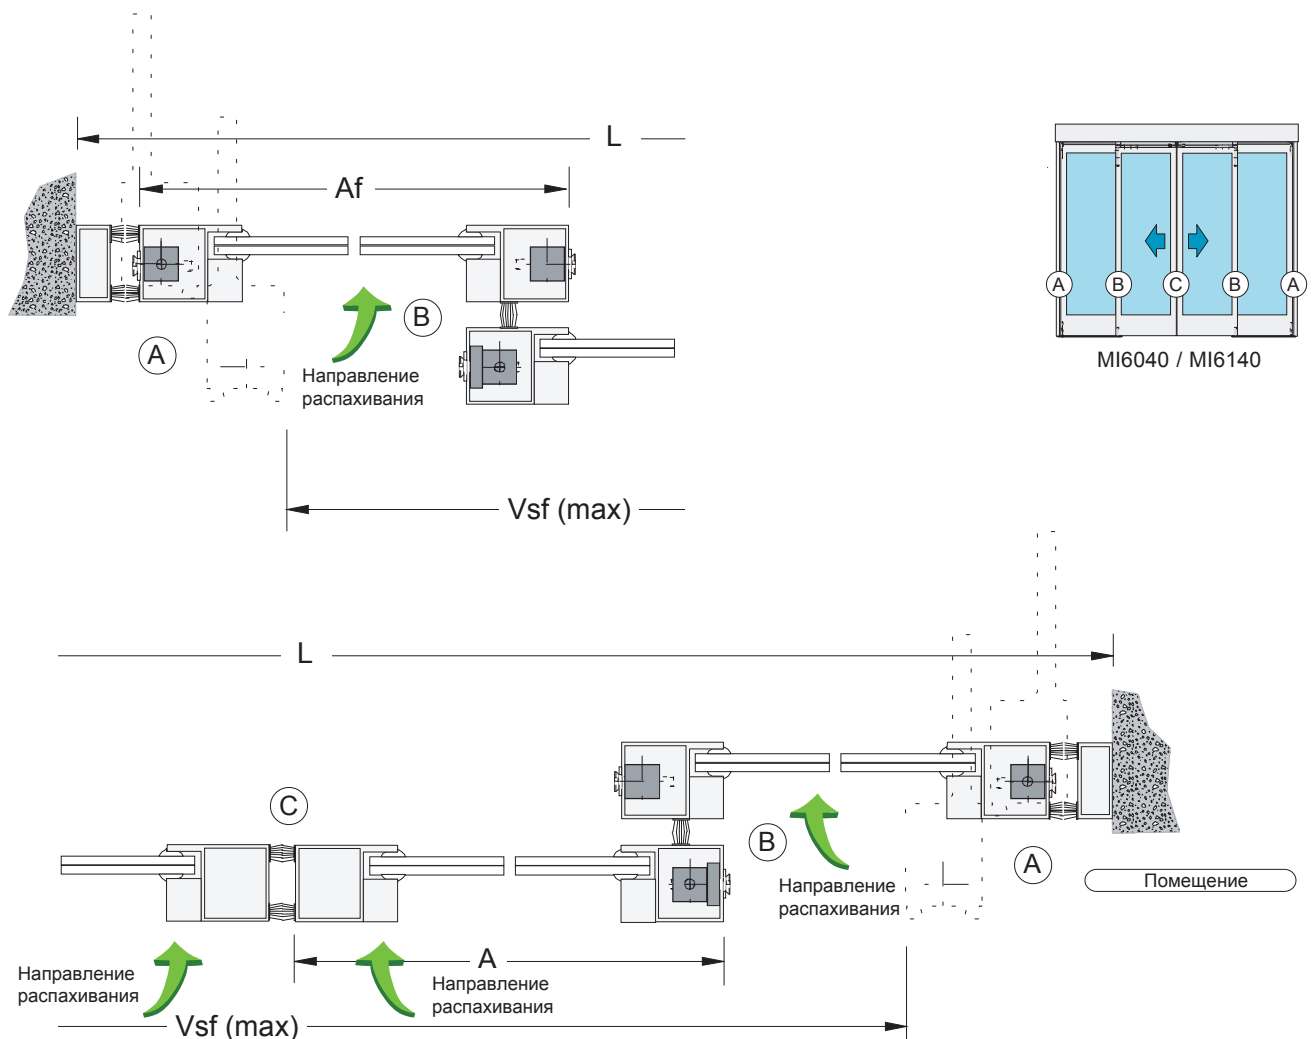 L
Af
A B C B A
MI6040 / MI6140
B
A
Направление
распахивания
Vsf (max)
L
C
B
A
Помещение
Направление
распахивания
A
Направление
распахивания
Направление
распахивания
Vsf (max)